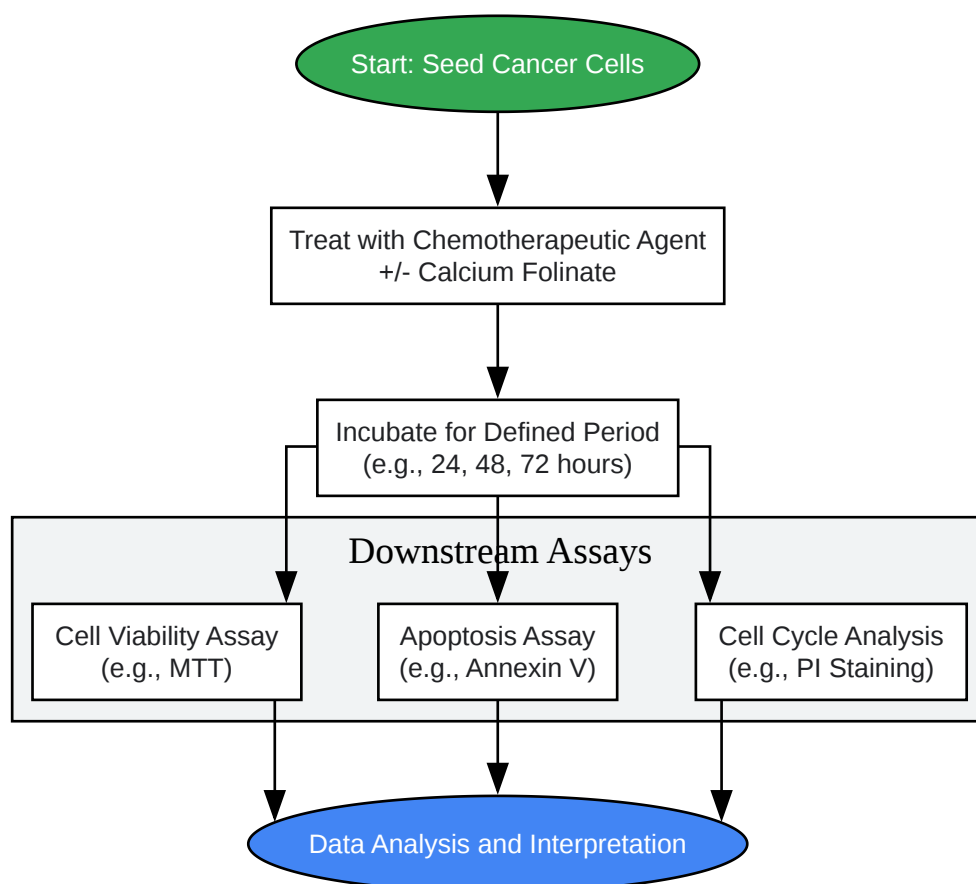 Start: Seed Cancer Cells
Treat with Chemotherapeutic Agent
+/- Calcium Folinate
Incubate for Defined Period
(e.g., 24, 48, 72 hours)
Downstream Assays
Cell Viability Assay
(e.g., MTT)
Apoptosis Assay
(e.g., Annexin V)
Cell Cycle Analysis
(e.g., PI Staining)
Data Analysis and Interpretation